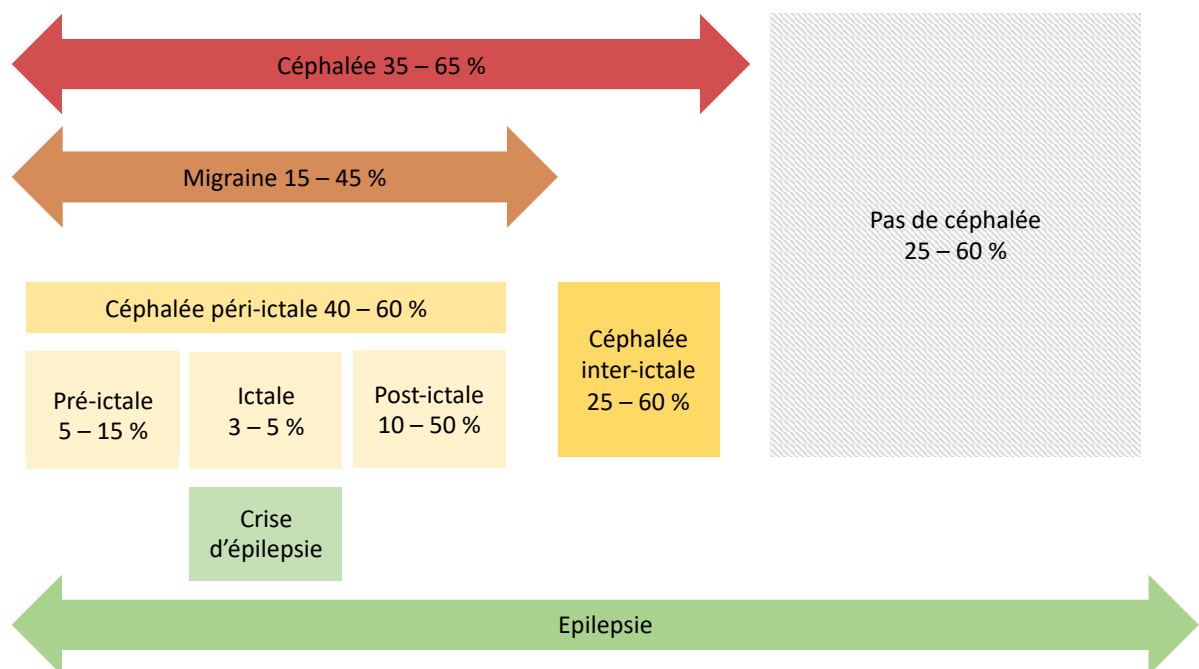 Céphalée 35 – 65 %
Migraine 15 – 45 %
Pas de céphalée
25 – 60 %
Céphalée péri-ictale 40 – 60 %
Céphalée
inter-ictale
25 – 60 %
Pré-ictale
5 – 15 %
Ictale
3 – 5 %
Post-ictale
10 – 50 %
Crise
d’épilepsie
Epilepsie